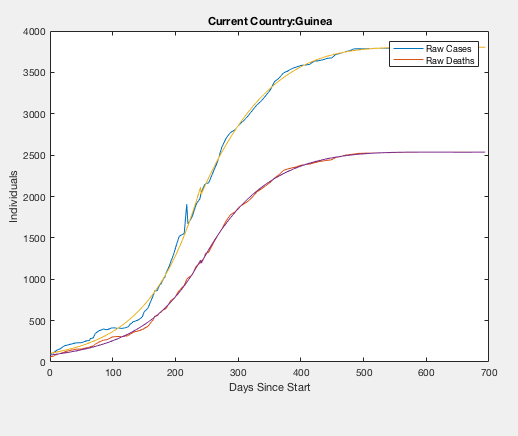 Current Country:Guinea
4000
3500
3000
2500
2000
1500
1000
500
0
Individuals
Raw Cases
Raw Deaths
0 100 200 300 400 500 600 700
Days Since Start